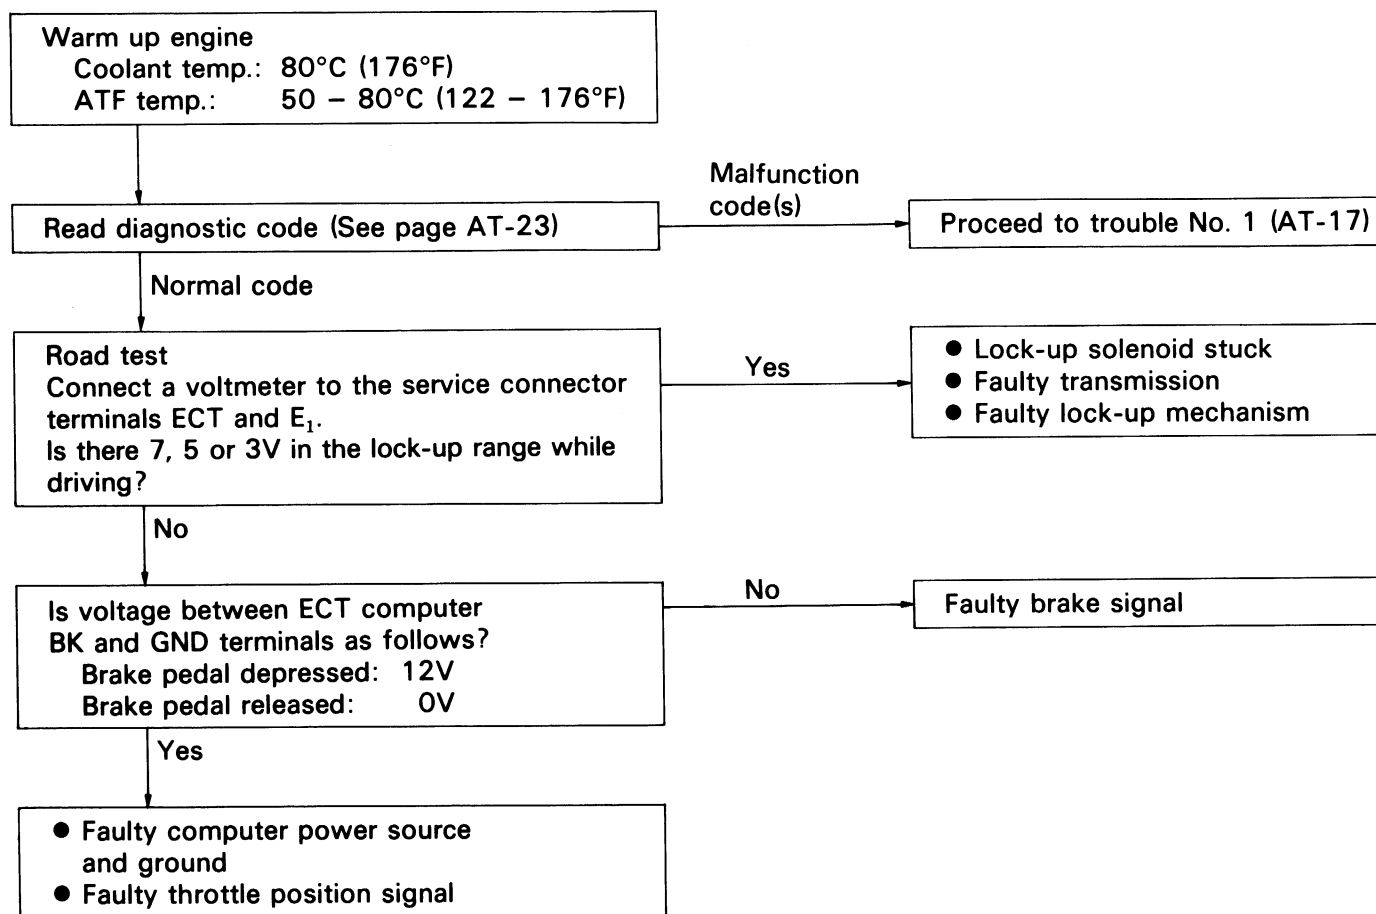 Warm up engine
Coolant temp.: 80°C (176°F)
ATF temp.: 50 – 80°C (122 – 176°F)
Read diagnostic code (See page AT-23)
Malfunction
code(s)
Proceed to trouble No. 1 (AT-17)
Normal code
Road test
Connect a voltmeter to the service connector
terminals ECT and E₁.
Is there 7, 5 or 3V in the lock-up range while
driving?
Yes
● Lock-up solenoid stuck
● Faulty transmission
● Faulty lock-up mechanism
No
Is voltage between ECT computer
BK and GND terminals as follows?
Brake pedal depressed: 12V
Brake pedal released: 0V
No
Faulty brake signal
Yes
● Faulty computer power source
and ground
● Faulty throttle position signal